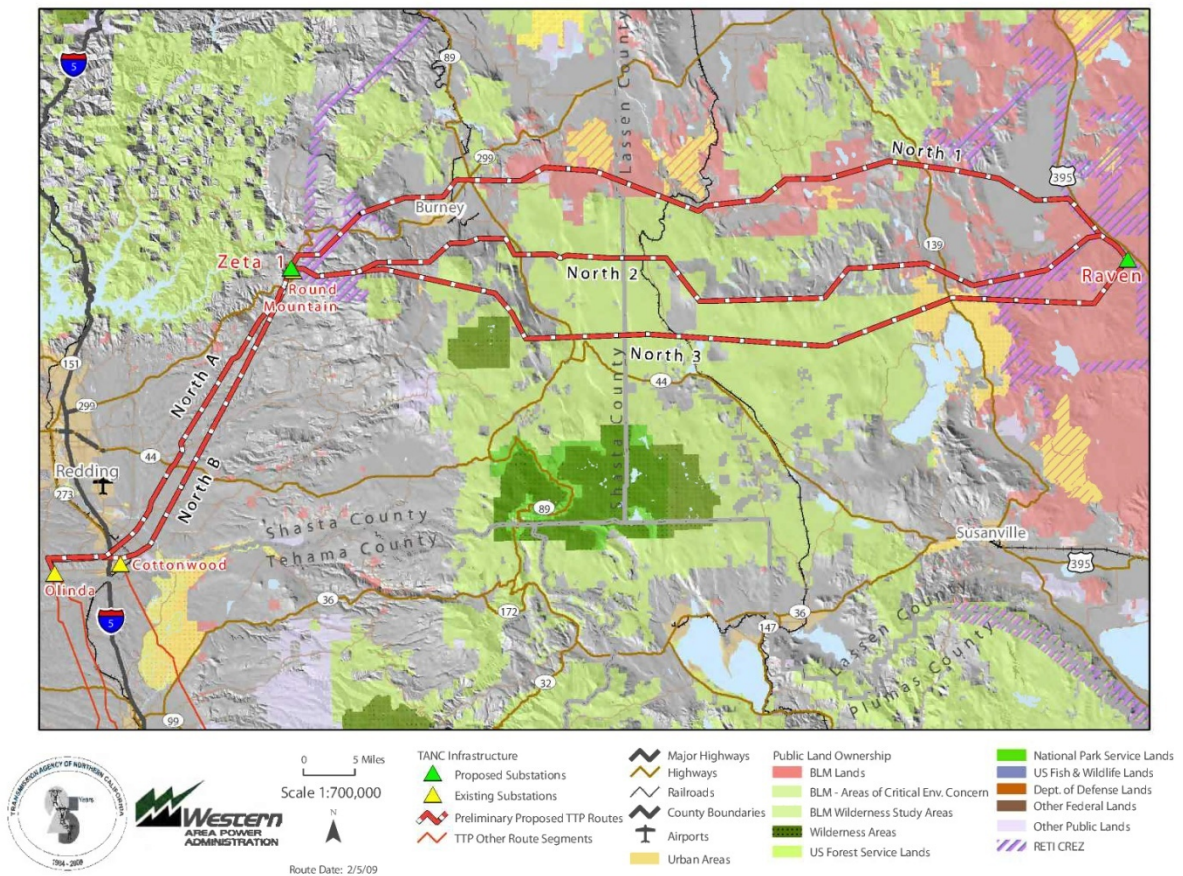 5
89
Lassen County
North 1
299
395
Burney
Zeta 1
139
Raven
North 2
Round
Mountain
North 3
151
North A
Shasta County
44
299
44
Redding
North B
273
89
Shasta County
Tehama County
Susanville
Cottonwood
395
Olinda
5
36
172
36
147
Lassen County
Plumas County
32
99
TRANSMISSION AGENCY OF NORTHERN CALIFORNIA
25
Years
1984 - 2009
Western
AREA POWER
ADMINISTRATION
0 5 Miles
Scale 1:700,000
N
Route Date: 2/5/09
TANC Infrastructure
Proposed Substations
Existing Substations
Preliminary Proposed TTP Routes
TTP Other Route Segments
Major Highways
Highways
Railroads
County Boundaries
Airports
Urban Areas
Public Land Ownership
BLM Lands
BLM - Areas of Critical Env. Concern
BLM Wilderness Study Areas
Wilderness Areas
US Forest Service Lands
National Park Service Lands
US Fish & Wildlife Lands
Dept. of Defense Lands
Other Federal Lands
Other Public Lands
RETI CREZ